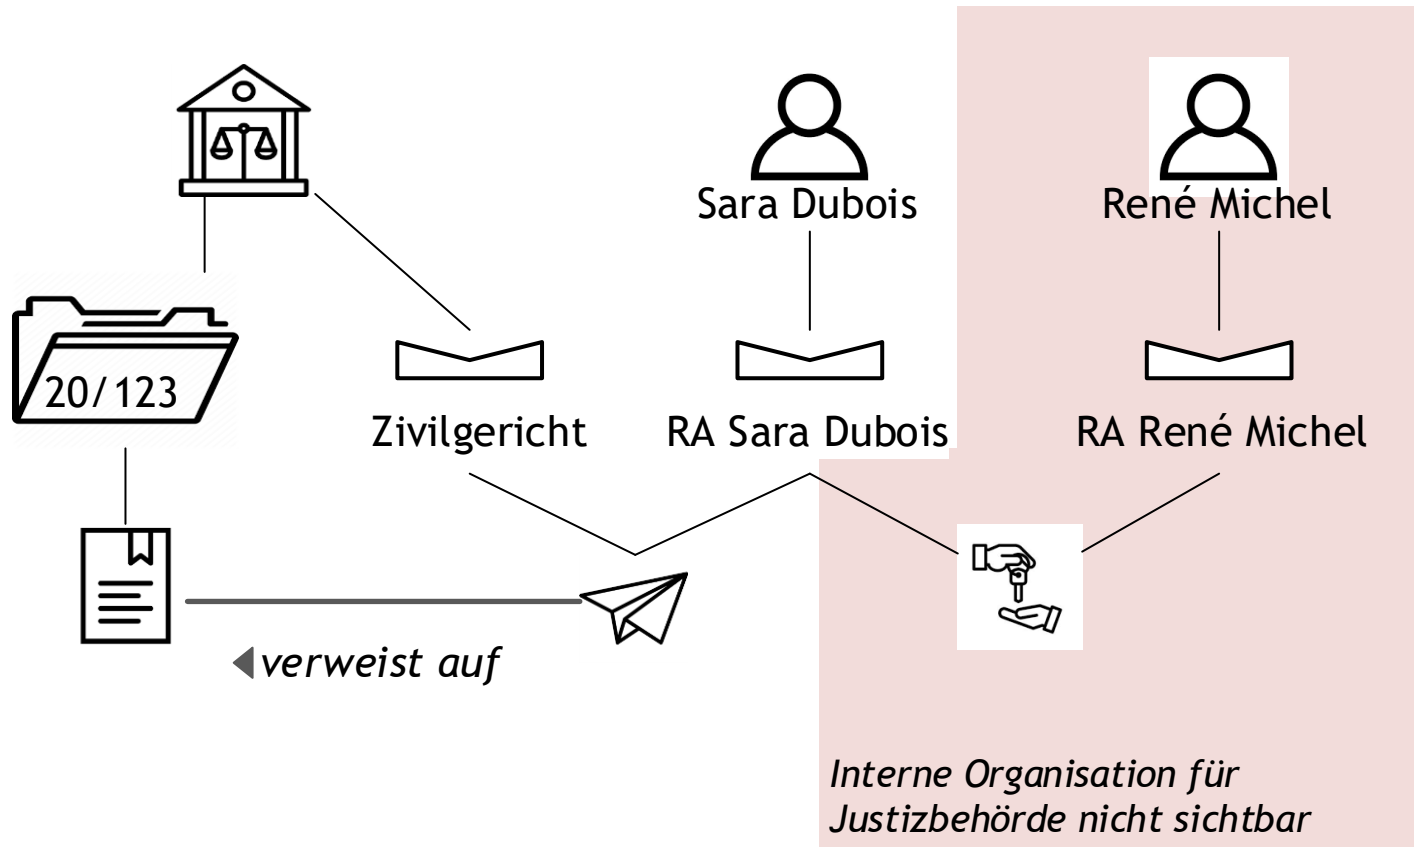 Sara Dubois
René Michel
20/123
Zivilgericht
RA Sara Dubois
RA René Michel
verweist auf
Interne Organisation für
Justizbehörde nicht sichtbar